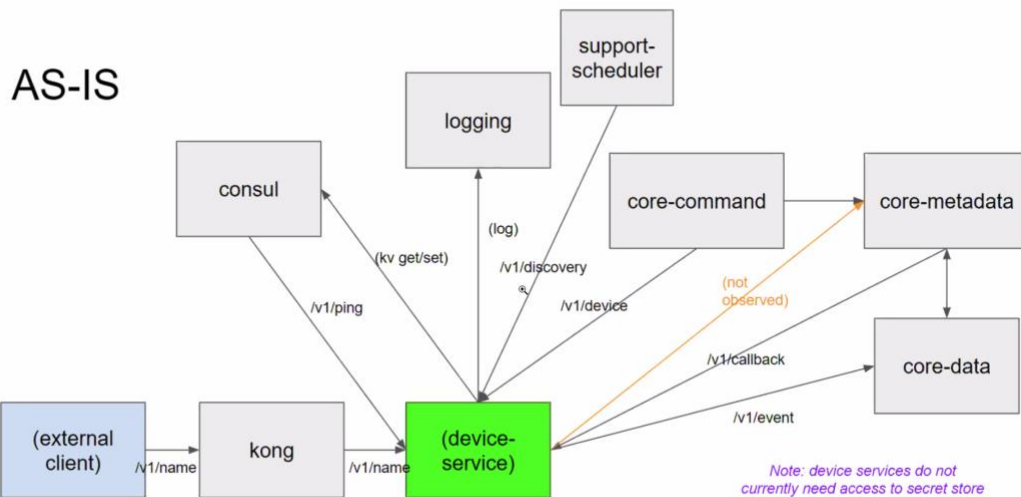 AS-IS
support-
scheduler
logging
consul
core-command
core-metadata
(log)
(kv get/set)
/v1/discovery
(not
observed)
/v1/ping
/v1/device
/v1/callback
core-data
/v1/event
(external
client)
/v1/name
kong
/v1/name
(device-
service)
Note: device services do not
currently need access to secret store